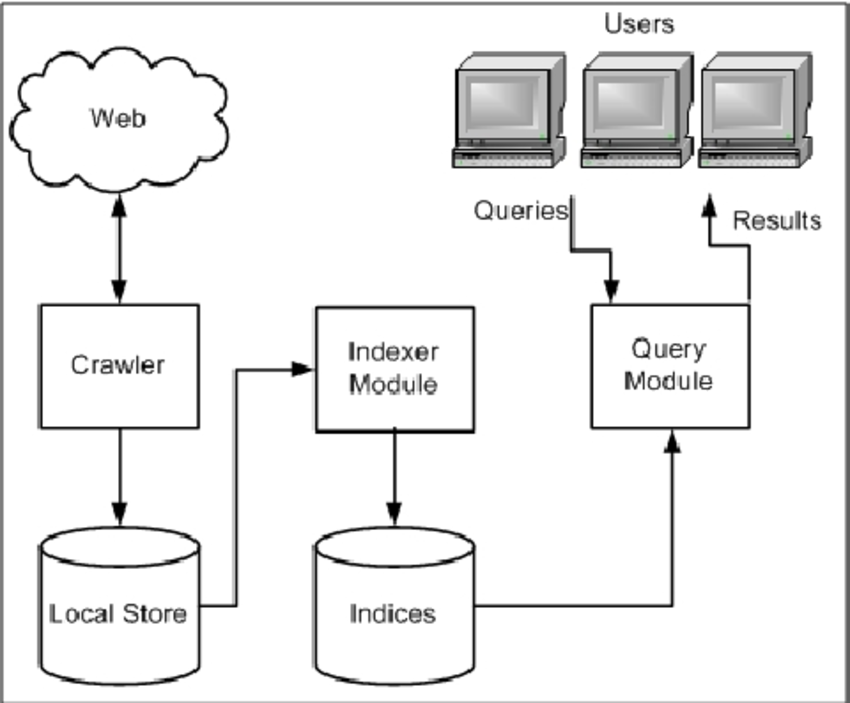 Users
Web
Queries
Results
Crawler
Indexer
Module
Query
Module
Local Store
Indices